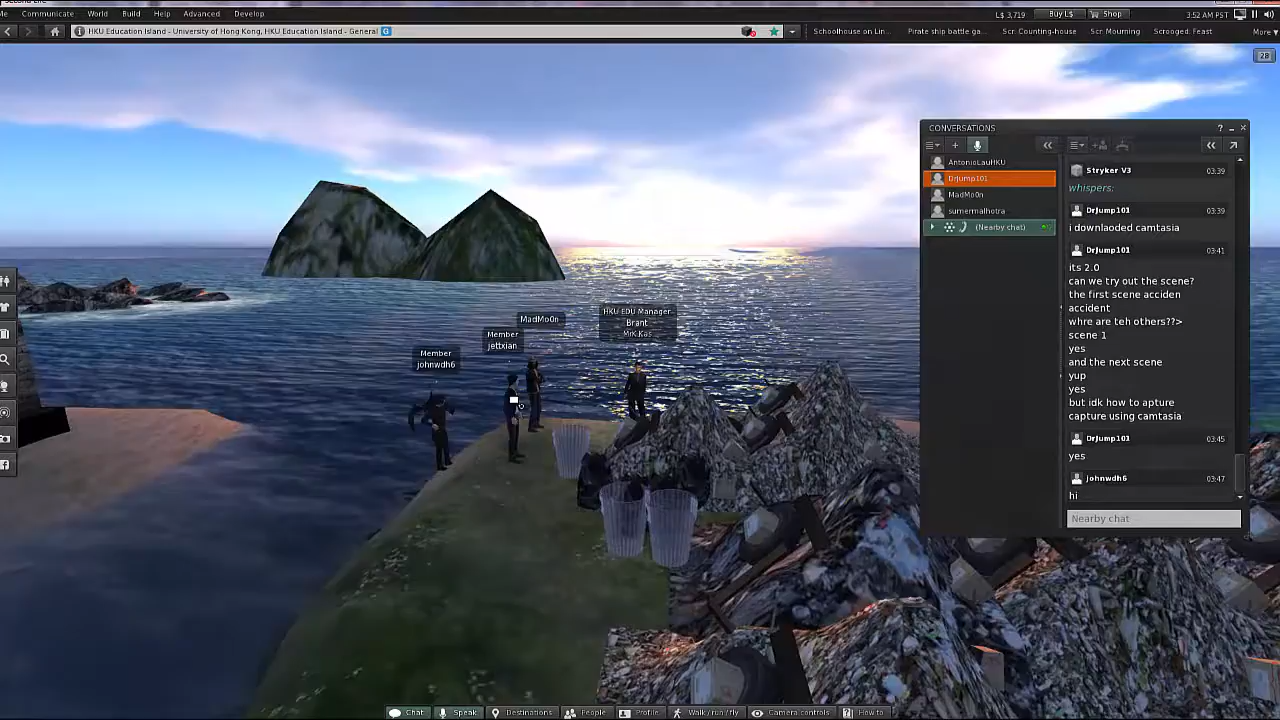 Me Communicate World Build Help Advanced Develop
L$ 3,719 Buy L$ Shop 3:52 AM PST
HKU Education Island - University of Hong Kong, HKU Education Island - General G
Schoolhouse on Lin... Pirate ship battle ga... Scr. Counting-house Scr. Mourning Scrooged: Feast More
28
CONVERSATIONS
AntonioLauHKU
DrJump101
MadMo0n
sumermalhotra
(Nearby chat)
Stryker V3 03:39
whispers:
DrJump101 03:39
i downlaoded camtasia
DrJump101 03:41
its 2.0
can we try out the scene?
the first scene acciden
accident
whre are teh others??>
scene 1
yes
and the next scene
yup
yes
but idk how to apture
capture using camtasia
DrJump101 03:45
yes
johnwdh6 03:47
hi
Nearby chat
HKU EDU Manager
Brant
MrK Kas
MadMo0n
Member
jettxian
Member
johnwdh6
Chat Speak Destinations People Profile Walk / run / fly Camera controls How to